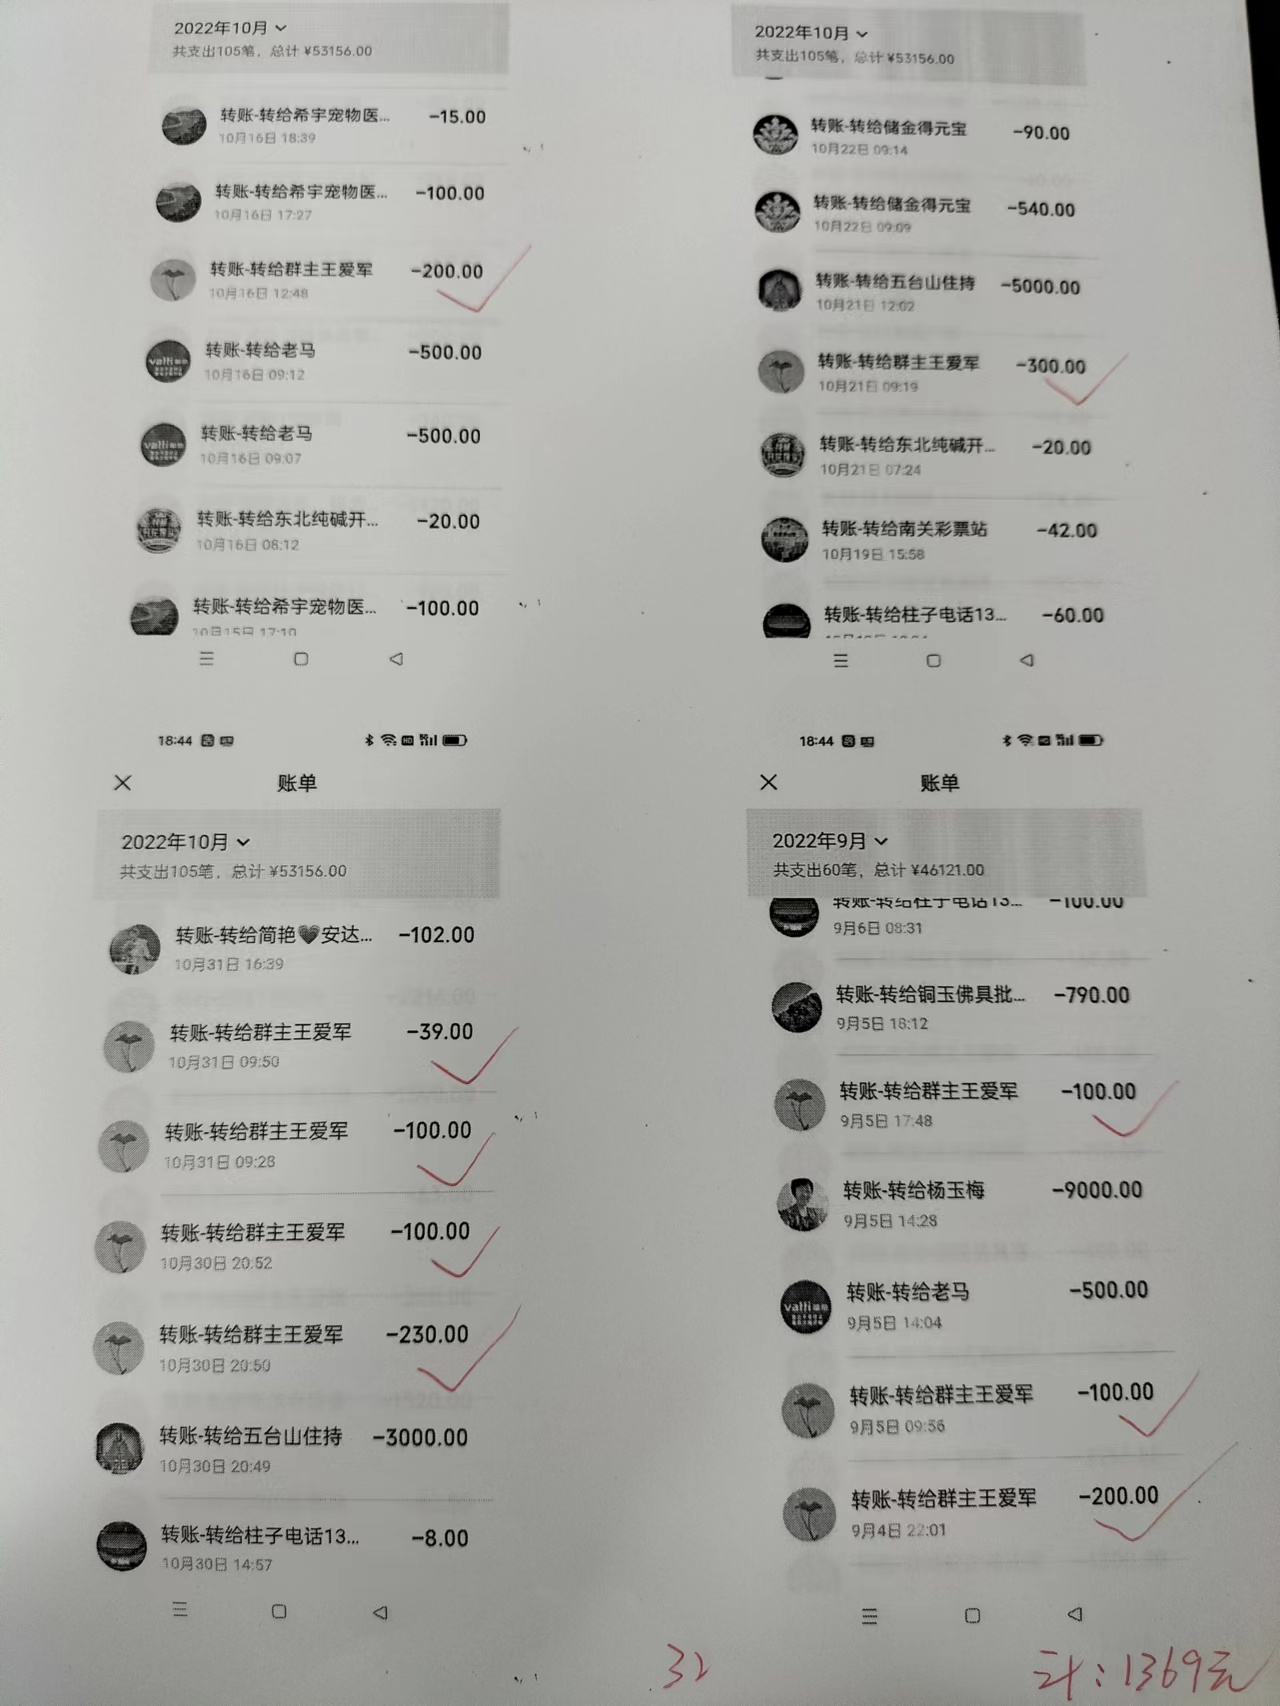 2022年10月
共支出105笔，总计 ¥53156.00
转账-转给希宇宠物医... -15.00
10月16日 18:39
转账-转给希宇宠物医... -100.00
10月16日 17:27
转账-转给群主王爱军 -200.00
10月16日 12:48
转账-转给老马 -500.00
10月16日 09:12
转账-转给老马 -500.00
10月16日 09:07
转账-转给东北纯碱开... -20.00
10月16日 08:12
转账-转给希宇宠物医... -100.00
10月15日 17:10
2022年10月
共支出105笔，总计 ¥53156.00
转账-转给储金得元宝 -90.00
10月22日 09:14
转账-转给储金得元宝 -540.00
10月22日 09:09
转账-转给五台山住持 -5000.00
10月21日 12:02
转账-转给群主王爱军 -300.00
10月21日 09:19
转账-转给东北纯碱开... -20.00
10月21日 07:24
转账-转给南关彩票站 -42.00
10月19日 15:58
转账-转给柱子电话13... -60.00
18:44
账单
2022年10月
共支出105笔，总计 ¥53156.00
转账-转给简艳🖤安达... -102.00
10月31日 16:39
转账-转给群主王爱军 -39.00
10月31日 09:50
转账-转给群主王爱军 -100.00
10月31日 09:28
转账-转给群主王爱军 -100.00
10月30日 20:52
转账-转给群主王爱军 -230.00
10月30日 20:50
转账-转给五台山住持 -3000.00
10月30日 20:49
转账-转给柱子电话13... -8.00
10月30日 14:57
18:44
账单
2022年9月
共支出60笔，总计 ¥46121.00
转账-转给柱子电话13... -100.00
9月6日 08:31
转账-转给铜玉佛具批... -790.00
9月5日 18:12
转账-转给群主王爱军 -100.00
9月5日 17:48
转账-转给杨玉梅 -9000.00
9月5日 14:28
转账-转给老马 -500.00
9月5日 14:04
转账-转给群主王爱军 -100.00
9月5日 09:56
转账-转给群主王爱军 -200.00
9月4日 22:01
32
计：1369元